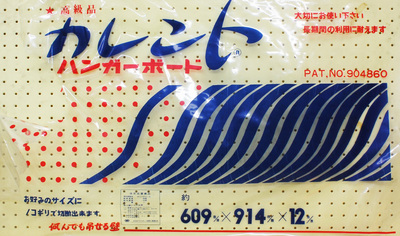 ★高級品
カレント
ハンガーボード
大切にお使い下さい
長期間の利用に耐えます
PAT.NO.904860
お好みのサイズに
ノコギリで切断出来ます。
何んでも吊せる壁
約
609㎜×914㎜×12㎜